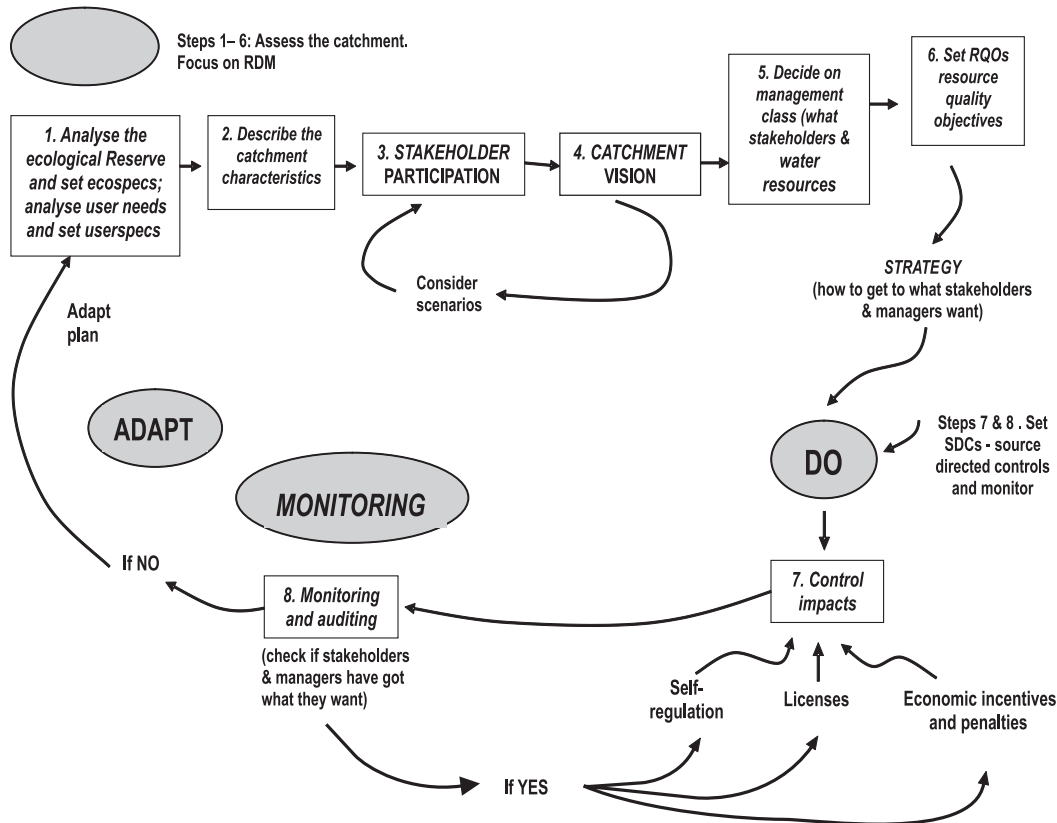 Steps 1– 6: Assess the catchment.
Focus on RDM
1. Analyse the
ecological Reserve
and set ecospecs;
analyse user needs
and set userspecs
2. Describe the
catchment
characteristics
3. STAKEHOLDER
PARTICIPATION
4. CATCHMENT
VISION
5. Decide on
management
class (what
stakeholders &
water
resources
6. Set RQOs
resource
quality
objectives
Consider
scenarios
STRATEGY
(how to get to what stakeholders
& managers want)
Adapt
plan
ADAPT
MONITORING
DO
Steps 7 & 8 . Set
SDCs - source
directed controls
and monitor
If NO
8. Monitoring
and auditing
(check if stakeholders
& managers have got
what they want)
7. Control
impacts
Self-
regulation
Licenses
Economic incentives
and penalties
If YES